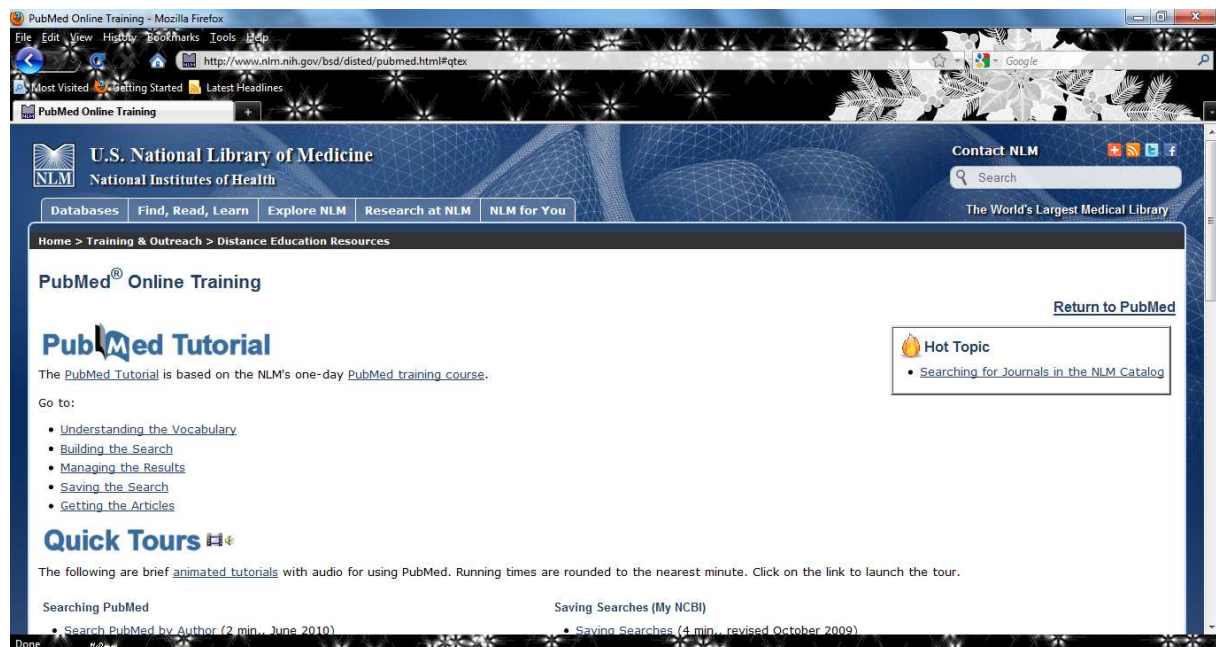 PubMed Online Training - Mozilla Firefox
File Edit View History Bookmarks Tools Help
http://www.nlm.nih.gov/bsd/disted/pubmed.html#qtex
Google
Most Visited Getting Started Latest Headlines
PubMed Online Training
U.S. National Library of Medicine
NLM National Institutes of Health
Contact NLM
Search
Databases Find, Read, Learn Explore NLM Research at NLM NLM for You
The World's Largest Medical Library
Home > Training & Outreach > Distance Education Resources
PubMed® Online Training
Return to PubMed
PubMed Tutorial
Hot Topic
The PubMed Tutorial is based on the NLM's one-day PubMed training course.
• Searching for Journals in the NLM Catalog
Go to:
• Understanding the Vocabulary
• Building the Search
• Managing the Results
• Saving the Search
• Getting the Articles
Quick Tours
The following are brief animated tutorials with audio for using PubMed. Running times are rounded to the nearest minute. Click on the link to launch the tour.
Searching PubMed
Saving Searches (My NCBI)
• Search PubMed by Author (2 min., June 2010)
• Saving Searches (4 min., revised October 2009)
Done